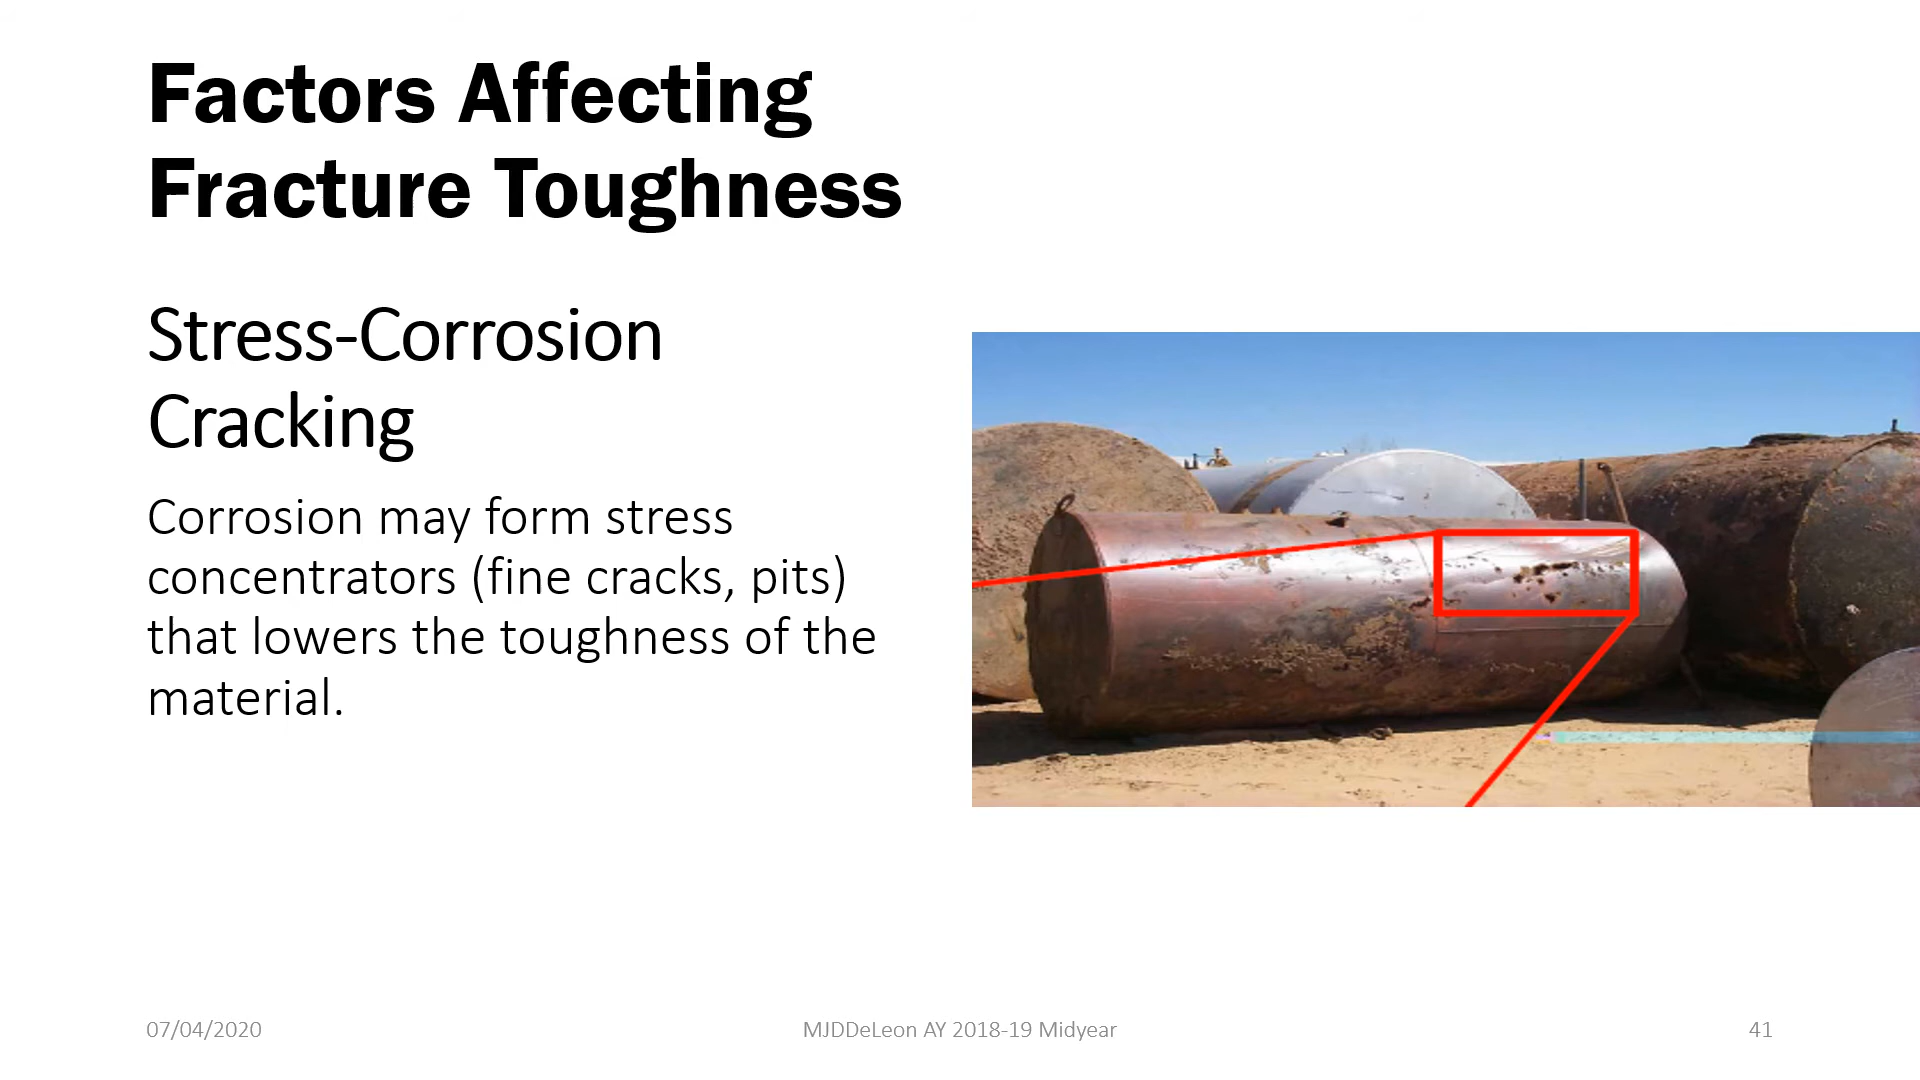 Factors Affecting
Fracture Toughness
Stress-Corrosion
Cracking
Corrosion may form stress
concentrators (fine cracks, pits)
that lowers the toughness of the
material.
07/04/2020
MJDDeLeon AY 2018-19 Midyear
41